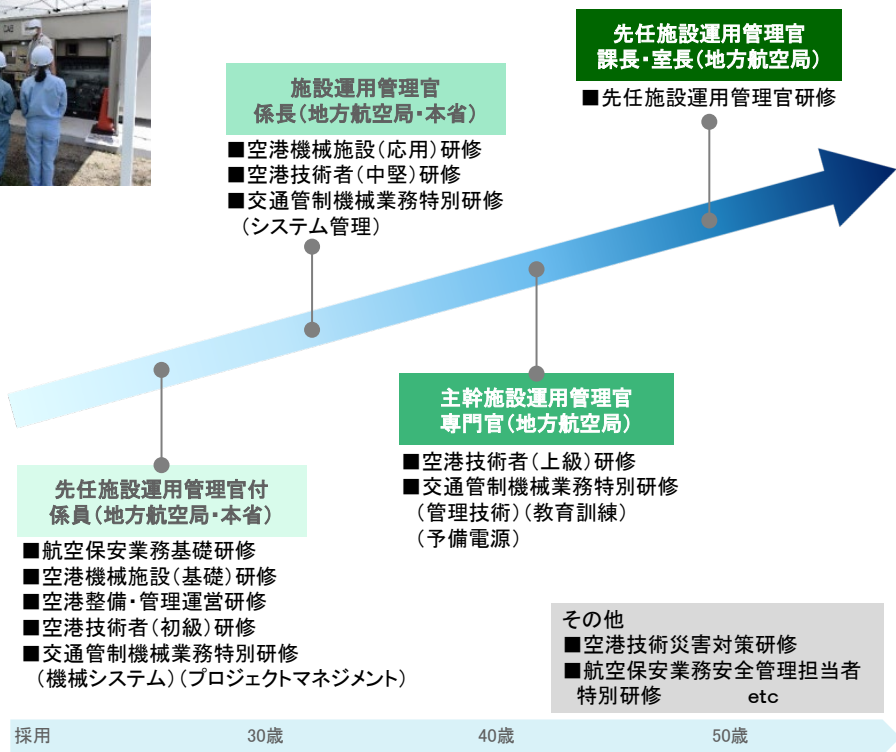 CAB
先任施設運用管理官
課長・室長(地方航空局)
■先任施設運用管理官研修
施設運用管理官
係長(地方航空局・本省)
■空港機械施設(応用)研修
■空港技術者(中堅)研修
■交通管制機械業務特別研修
(システム管理)
主幹施設運用管理官
専門官(地方航空局)
■空港技術者(上級)研修
■交通管制機械業務特別研修
(管理技術)(教育訓練)
(予備電源)
先任施設運用管理官付
係員(地方航空局・本省)
■航空保安業務基礎研修
■空港機械施設(基礎)研修
■空港整備・管理運営研修
■空港技術者(初級)研修
■交通管制機械業務特別研修
(機械システム)(プロジェクトマネジメント)
その他
■空港技術災害対策研修
■航空保安業務安全管理担当者
特別研修 etc
採用 30歳 40歳 50歳